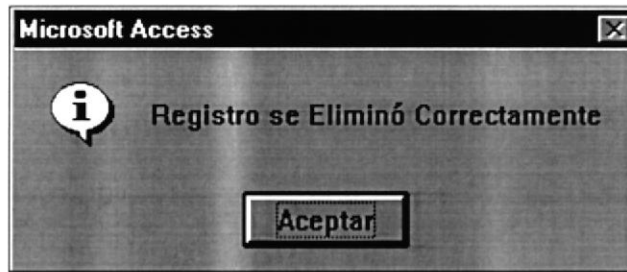 Microsoft Access
Registro se Eliminó Correctamente
Aceptar